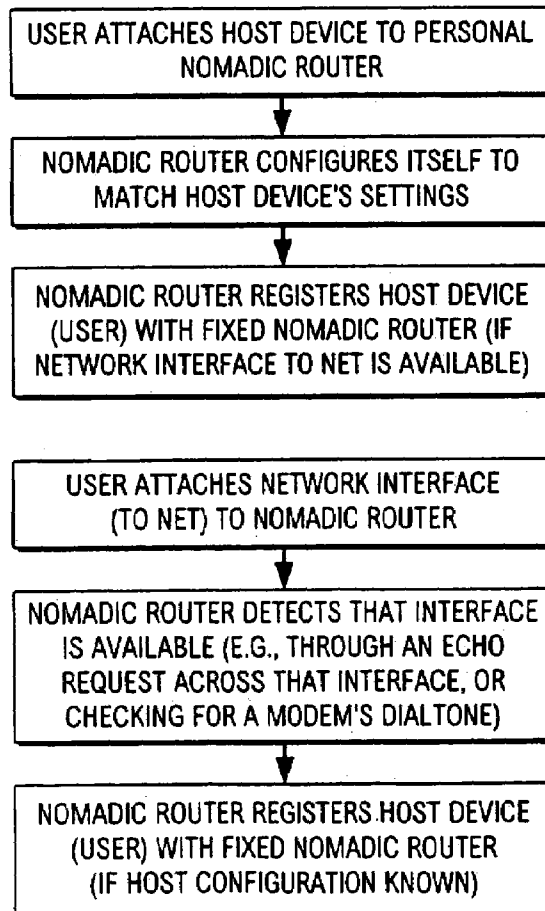 USER ATTACHES HOST DEVICE TO PERSONAL
NOMADIC ROUTER
NOMADIC ROUTER CONFIGURES ITSELF TO
MATCH HOST DEVICE'S SETTINGS
NOMADIC ROUTER REGISTERS HOST DEVICE
(USER) WITH FIXED NOMADIC ROUTER (IF
NETWORK INTERFACE TO NET IS AVAILABLE)
USER ATTACHES NETWORK INTERFACE
(TO NET) TO NOMADIC ROUTER
NOMADIC ROUTER DETECTS THAT INTERFACE
IS AVAILABLE (E.G., THROUGH AN ECHO
REQUEST ACROSS THAT INTERFACE, OR
CHECKING FOR A MODEM'S DIALTONE)
NOMADIC ROUTER REGISTERS HOST DEVICE
(USER) WITH FIXED NOMADIC ROUTER
(IF HOST CONFIGURATION KNOWN)